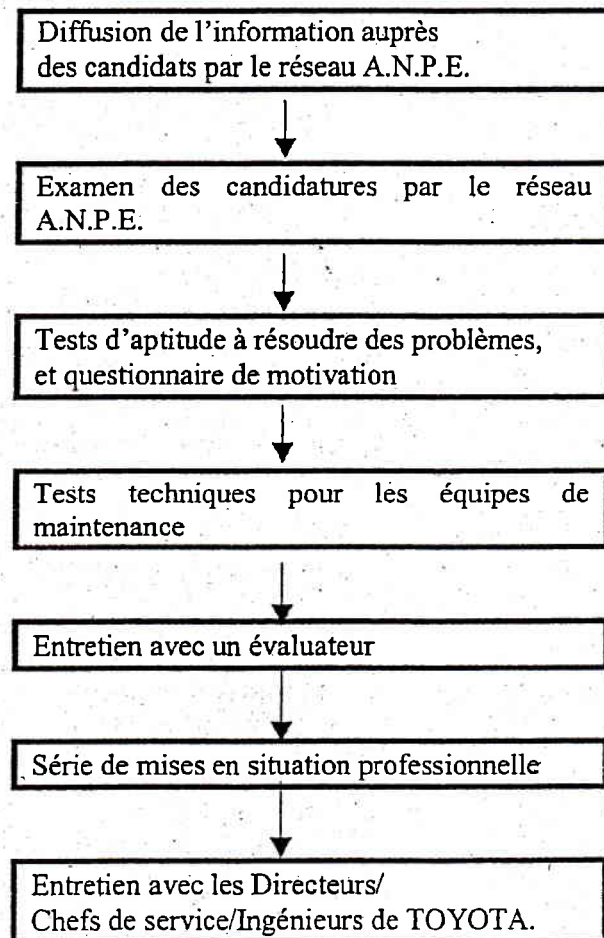 Diffusion de l’information auprès
des candidats par le réseau A.N.P.E.
Examen des candidatures par le réseau
A.N.P.E.
Tests d’aptitude à résoudre des problèmes,
et questionnaire de motivation
Tests techniques pour les équipes de
maintenance
Entretien avec un évaluateur
Série de mises en situation professionnelle
Entretien avec les Directeurs/
Chefs de service/Ingénieurs de TOYOTA.